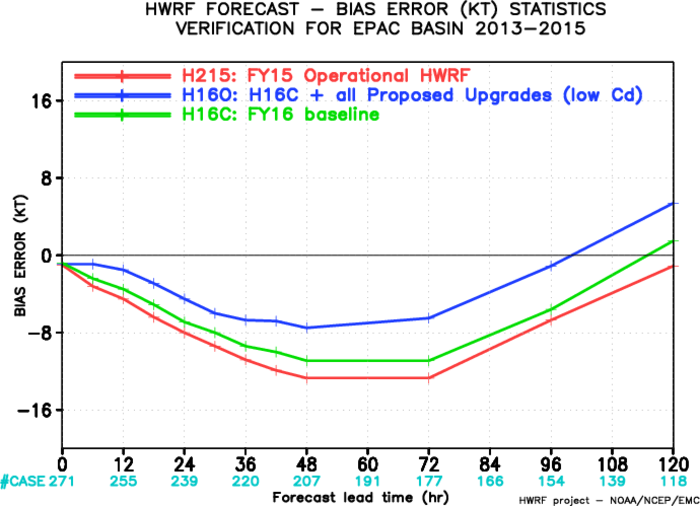 HWRF FORECAST – BIAS ERROR (KT) STATISTICS
VERIFICATION FOR EPAC BASIN 2013–2015
H215: FY15 Operational HWRF
H16O: H16C + all Proposed Upgrades (low Cd)
H16C: FY16 baseline
BIAS ERROR (KT)
16
8
0
–8
–16
0 12 24 36 48 60 72 84 96 108 120
#CASE 271 255 239 220 207 191 177 166 154 139 118
Forecast lead time (hr)
HWRF project – NOAA/NCEP/EMC